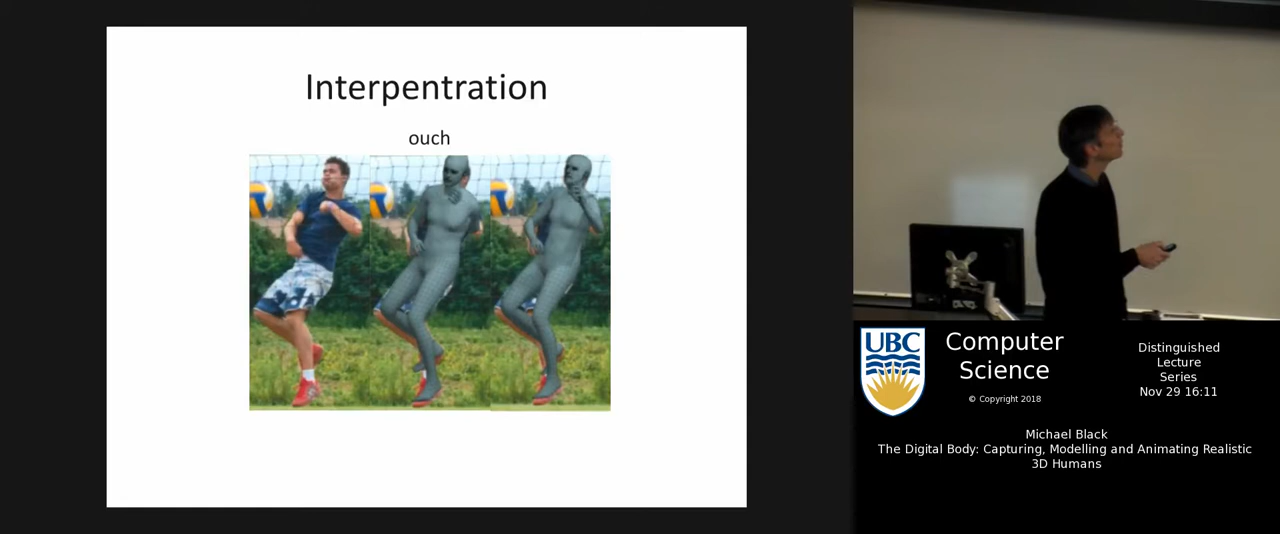 Interpentration
ouch
UBC
Computer
Science
© Copyright 2018
Distinguished
Lecture
Series
Nov 29 16:11
Michael Black
The Digital Body: Capturing, Modelling and Animating Realistic
3D Humans